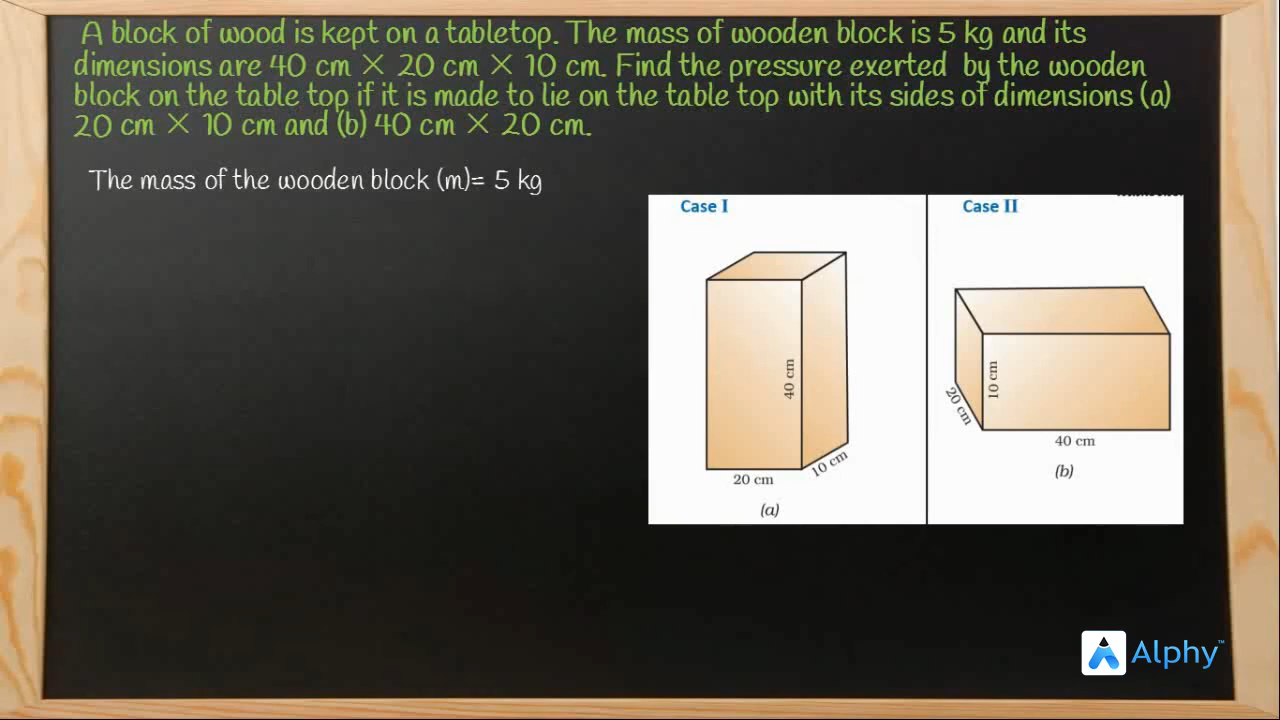 A block of wood is kept on a tabletop. The mass of wooden block is 5 kg and its
dimensions are 40 cm × 20 cm × 10 cm. Find the pressure exerted by the wooden
block on the table top if it is made to lie on the table top with its sides of dimensions (a)
20 cm × 10 cm and (b) 40 cm × 20 cm.
The mass of the wooden block (m)= 5 kg
Case I
40 cm
20 cm
10 cm
(a)
Case II
10 cm
20 cm
40 cm
(b)
Alphy™